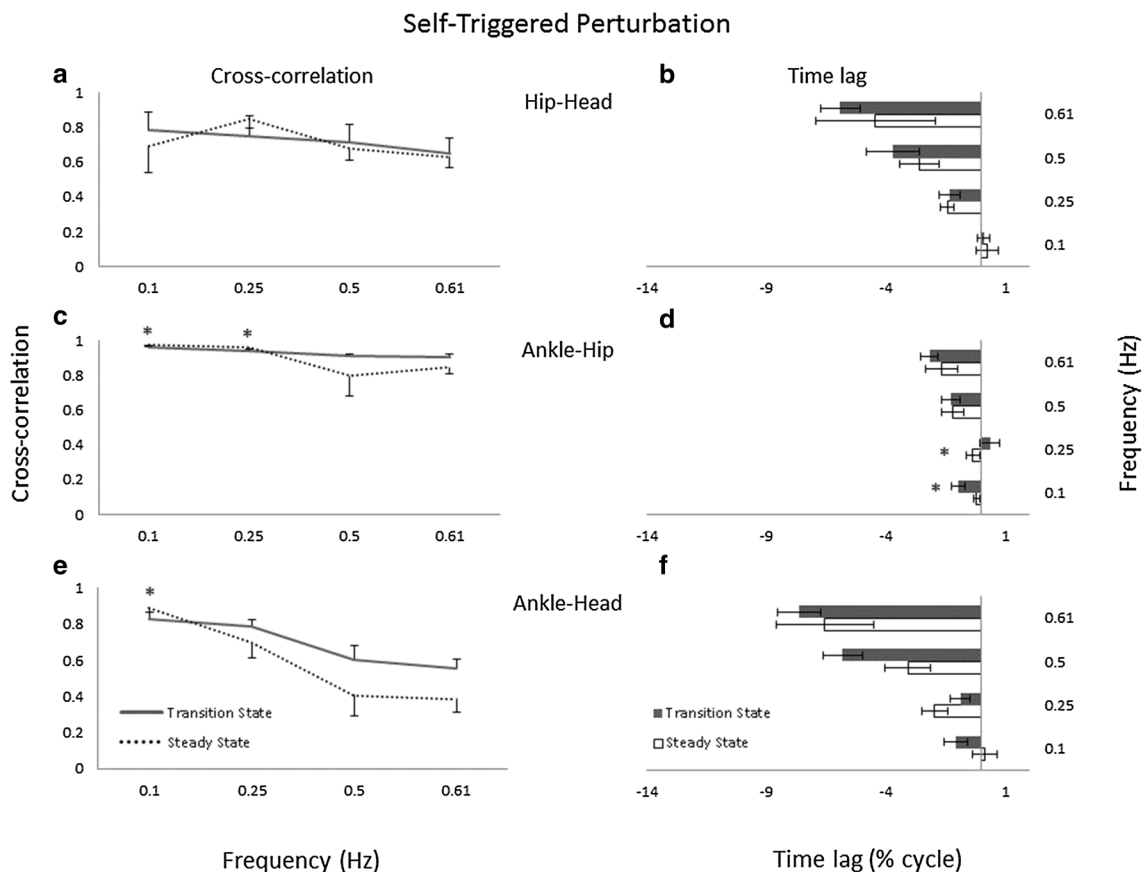 Self-Triggered Perturbation
a
Cross-correlation
Hip-Head
b
Time lag
1
0.8
0.6
0.4
0.2
0
0.1 0.25 0.5 0.61
0.61
0.5
0.25
0.1
-14 -9 -4 1
c
Ankle-Hip
d
1
0.8
0.6
0.4
0.2
0
* *
0.1 0.25 0.5 0.61
0.61
0.5
* 0.25
* 0.1
-14 -9 -4 1
e
Ankle-Head
f
1
0.8
0.6
0.4
0.2
0
*
Transition State
Steady State
0.1 0.25 0.5 0.61
0.61
0.5
0.25
0.1
Transition State
Steady State
-14 -9 -4 1
Cross-correlation
Frequency (Hz)
Frequency (Hz)
Time lag (% cycle)